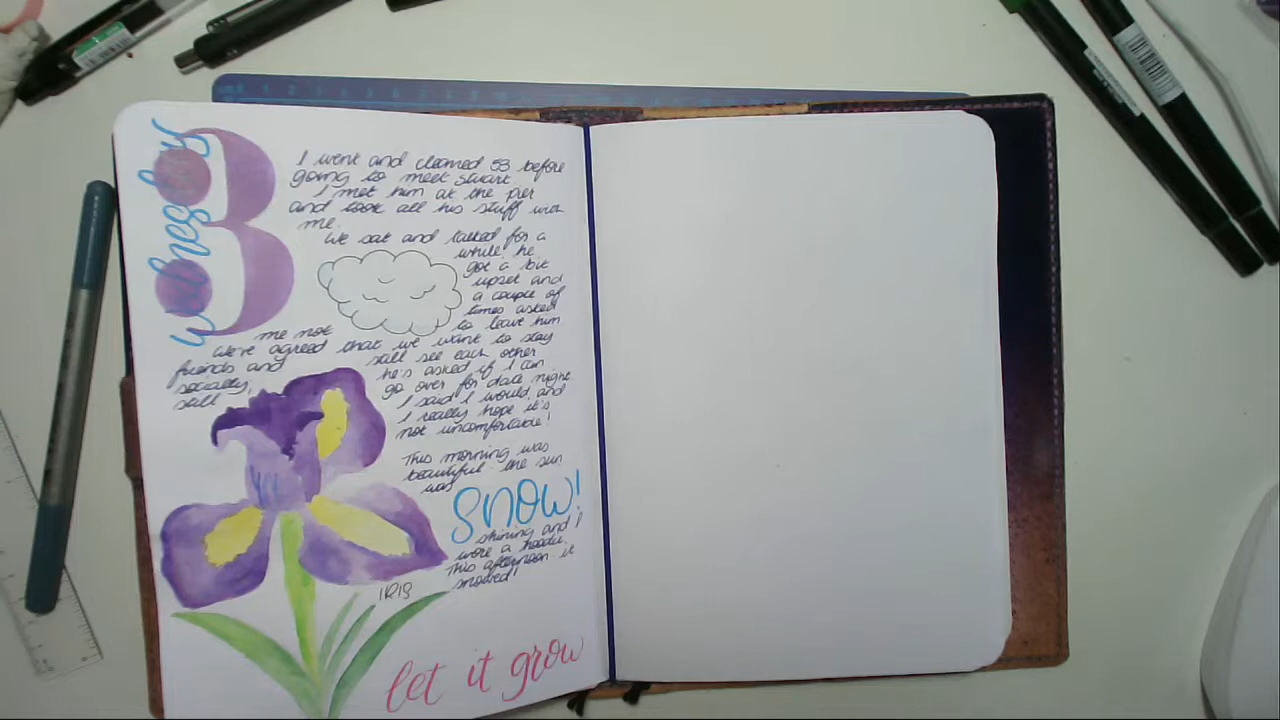 wednesday
3
I went and cleaned 53 before
going to meet Stuart
I met him at the pier
and took all his stuff with
me.
We sat and talked for a
while, he
got a bit
upset and
a couple of
times asked
me not to leave him
We've agreed that we want to stay
friends and still see each other
socially, he's asked if I can
still go over for date night
I said I would, and
I really hope it's
not uncomfortable!
This morning was
beautiful - the sun
was
SNOW!
shining and I
wore a hoodie.
This afternoon it
snowed!
IRIS
let it grow